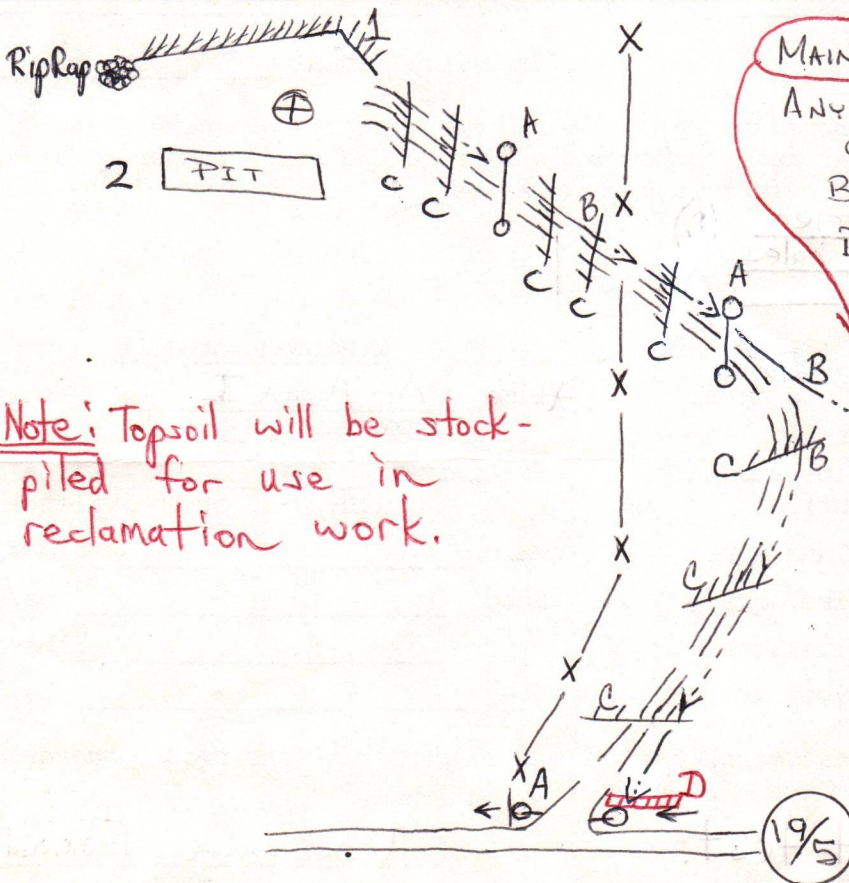 1
RipRap
MAIN
ANY
2 PIT
A
C
C
B
C
C
A
C
B
C
B
Note: Topsoil will be stock-
piled for use in
reclamation work.
C
C
A
D
19/5